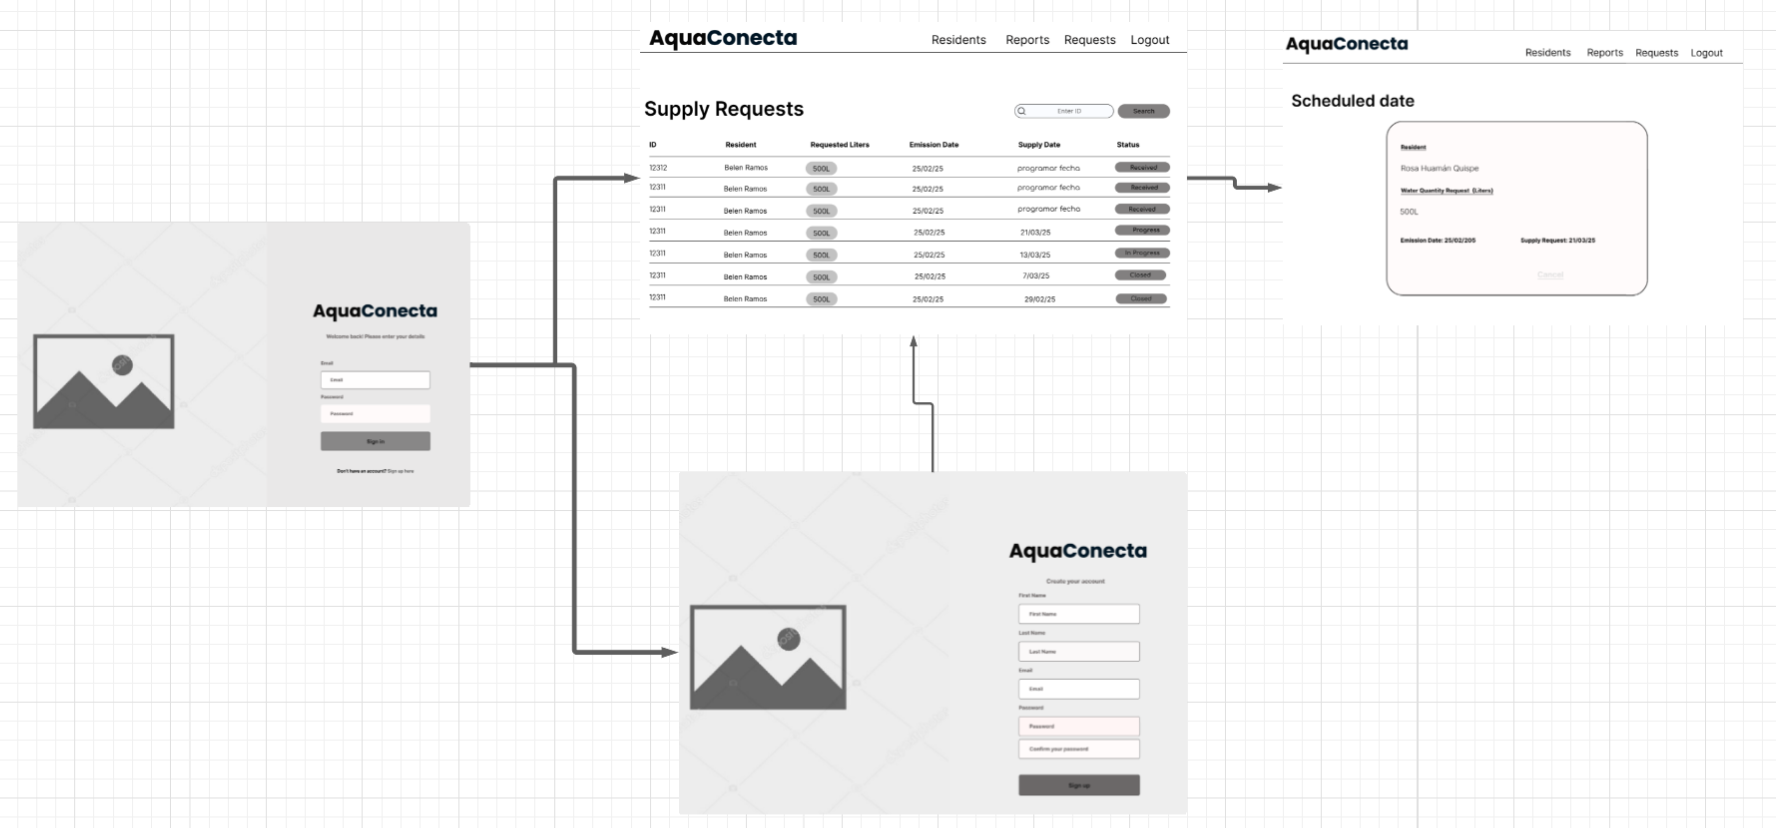 AquaConecta
Welcome back! Please enter your details
Email
Email
Password
Password
Sign in
Don't have an account? Sign up here
AquaConecta
Residents Reports Requests Logout
Supply Requests
Enter ID Search
ID Resident Requested Liters Emission Date Supply Date Status
12312 Belen Ramos 500L 25/02/25 programar fecha Received
12311 Belen Ramos 500L 25/02/25 programar fecha Received
12311 Belen Ramos 500L 25/02/25 programar fecha Received
12311 Belen Ramos 500L 25/02/25 21/03/25 Progress
12311 Belen Ramos 500L 25/02/25 13/03/25 In Progress
12311 Belen Ramos 500L 25/02/25 7/03/25 Closed
12311 Belen Ramos 500L 25/02/25 29/02/25 Closed
AquaConecta
Residents Reports Requests Logout
Scheduled date
Resident
Rosa Huamán Quispe
Water Quantity Request (Liters)
500L
Emission Date: 25/02/205 Supply Request: 21/03/25
Cancel
AquaConecta
Create your account
First Name
First Name
Last Name
Last Name
Email
Email
Password
Password
Confirm your password
Sign up